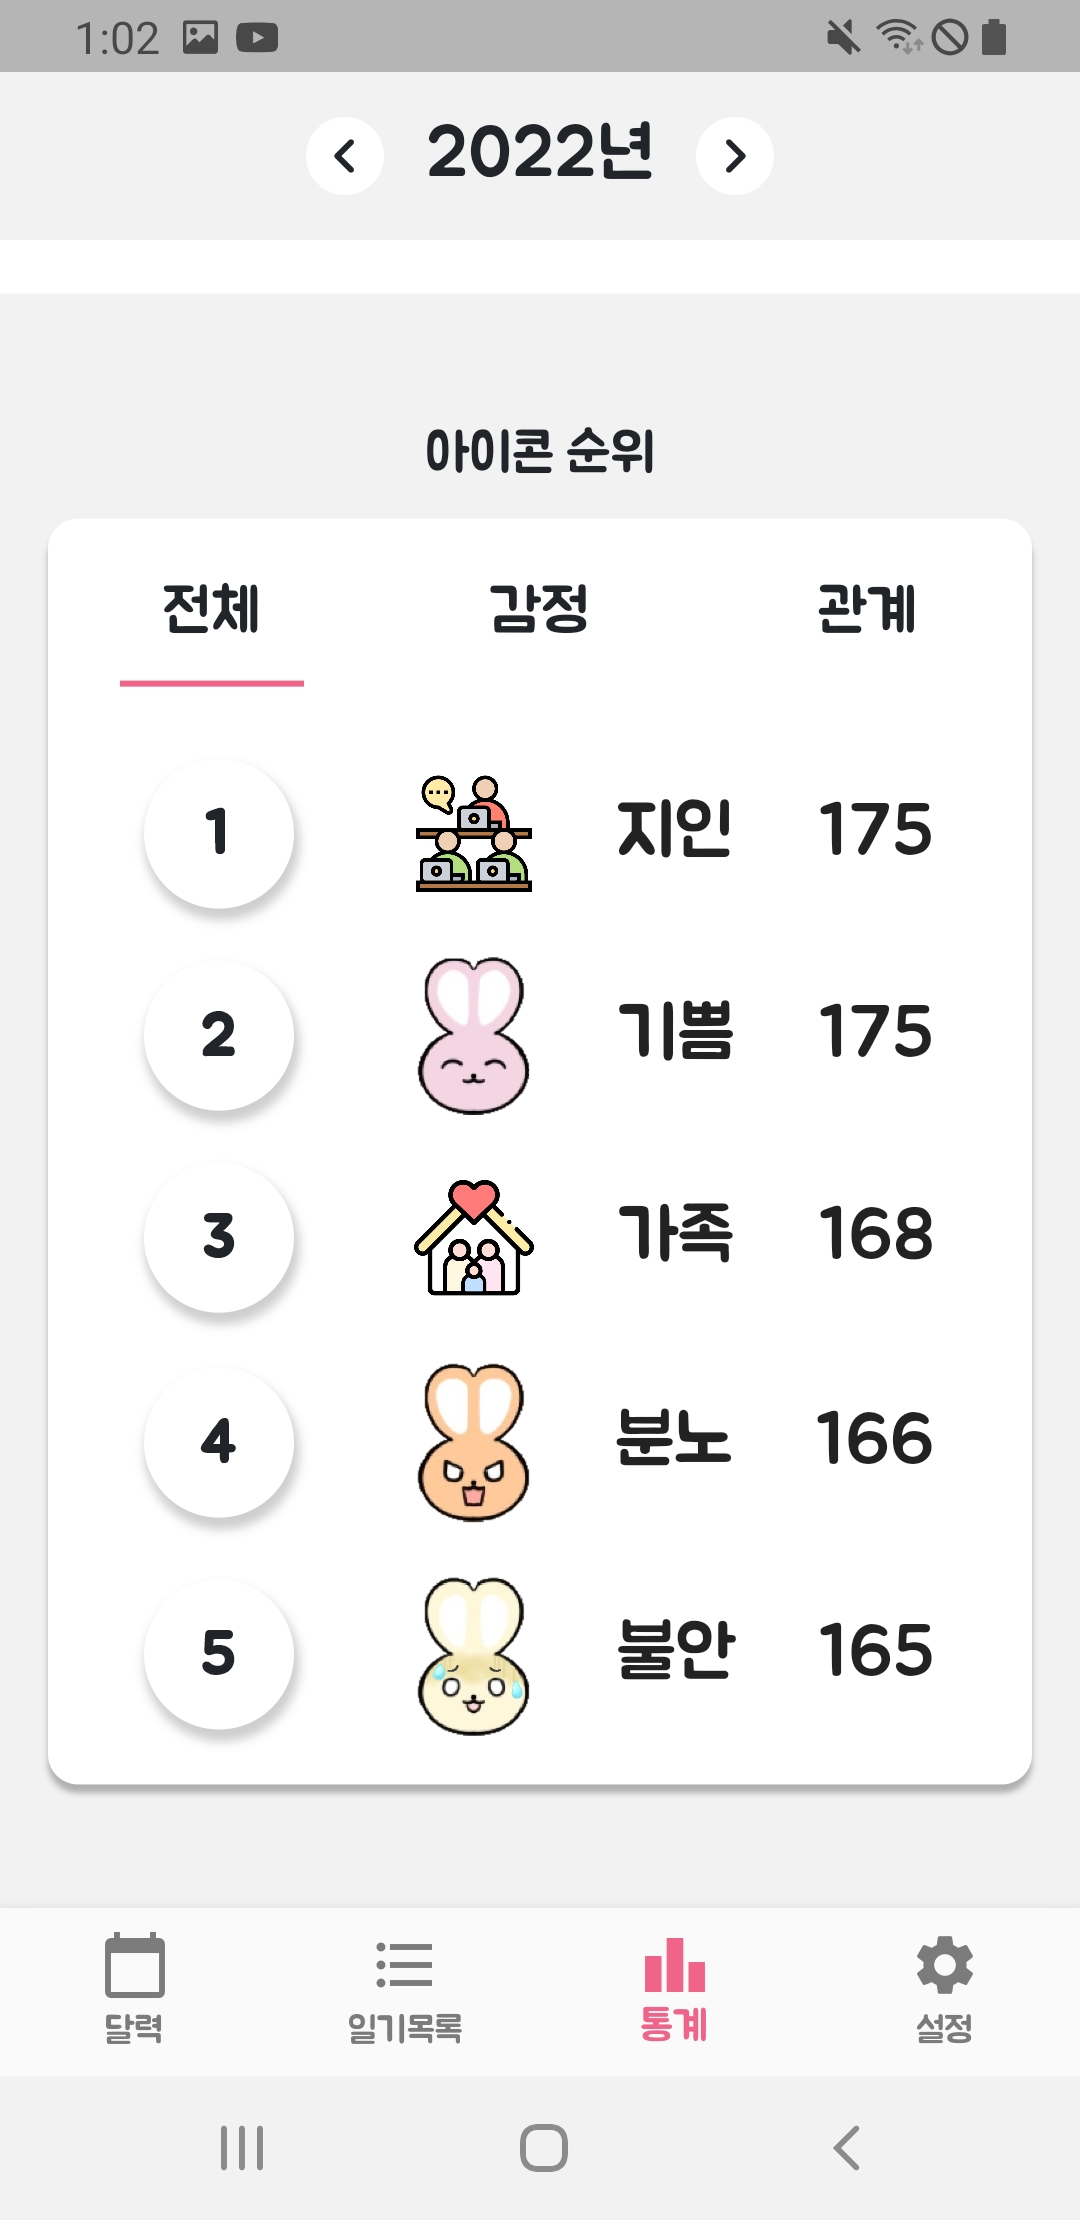 1:02
2022년
아이콘 순위
전체 감정 관계
1 지인 175
2 기쁨 175
3 가족 168
4 분노 166
5 불안 165
달력 일기목록 통계 설정